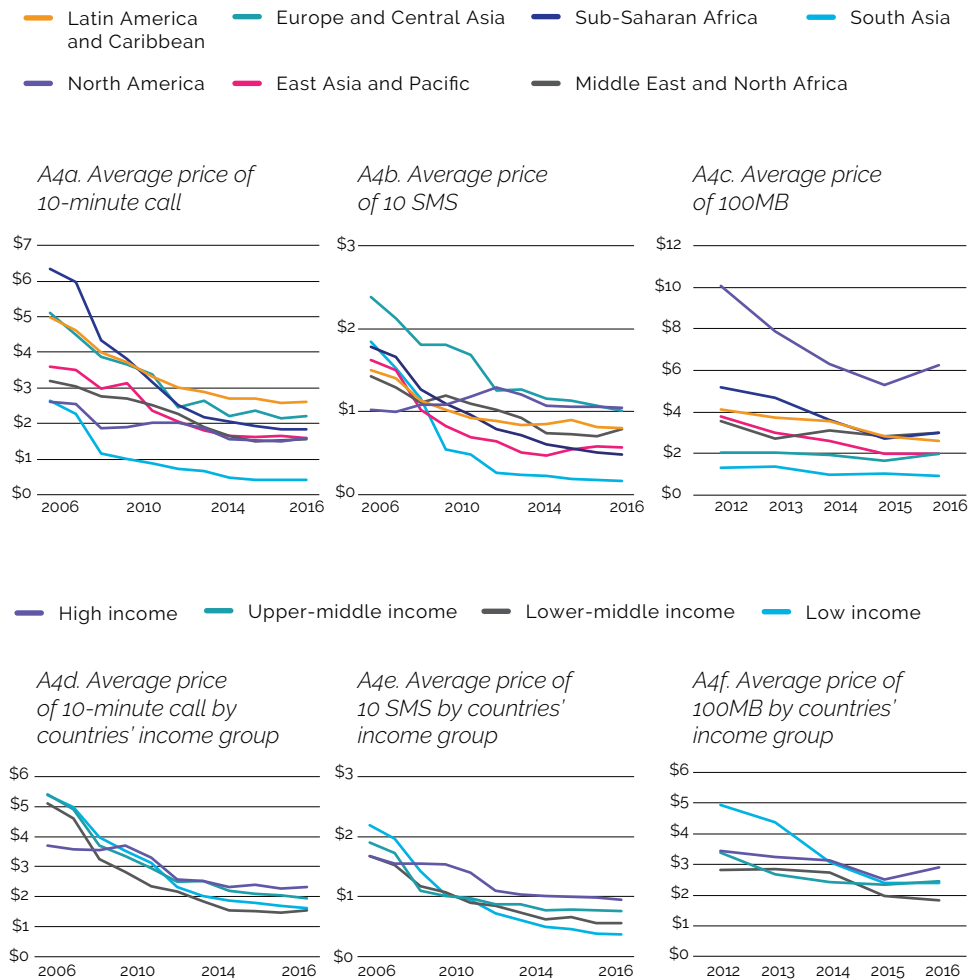 Latin America
and Caribbean
Europe and Central Asia
Sub-Saharan Africa
South Asia
North America
East Asia and Pacific
Middle East and North Africa
A4a. Average price of
10-minute call
$7
$6
$5
$4
$3
$2
$1
$0
2006 2010 2014 2016
A4b. Average price
of 10 SMS
$3
$2
$1
$0
2006 2010 2014 2016
A4c. Average price
of 100MB
$12
$10
$8
$6
$4
$2
$0
2012 2013 2014 2015 2016
High income
Upper-middle income
Lower-middle income
Low income
A4d. Average price
of 10-minute call by
countries' income group
$6
$5
$4
$3
$2
$1
$0
2006 2010 2014 2016
A4e. Average price of
10 SMS by countries'
income group
$3
$2
$1
$0
2006 2010 2014 2016
A4f. Average price of
100MB by countries'
income group
$6
$5
$4
$3
$2
$1
$0
2012 2013 2014 2015 2016